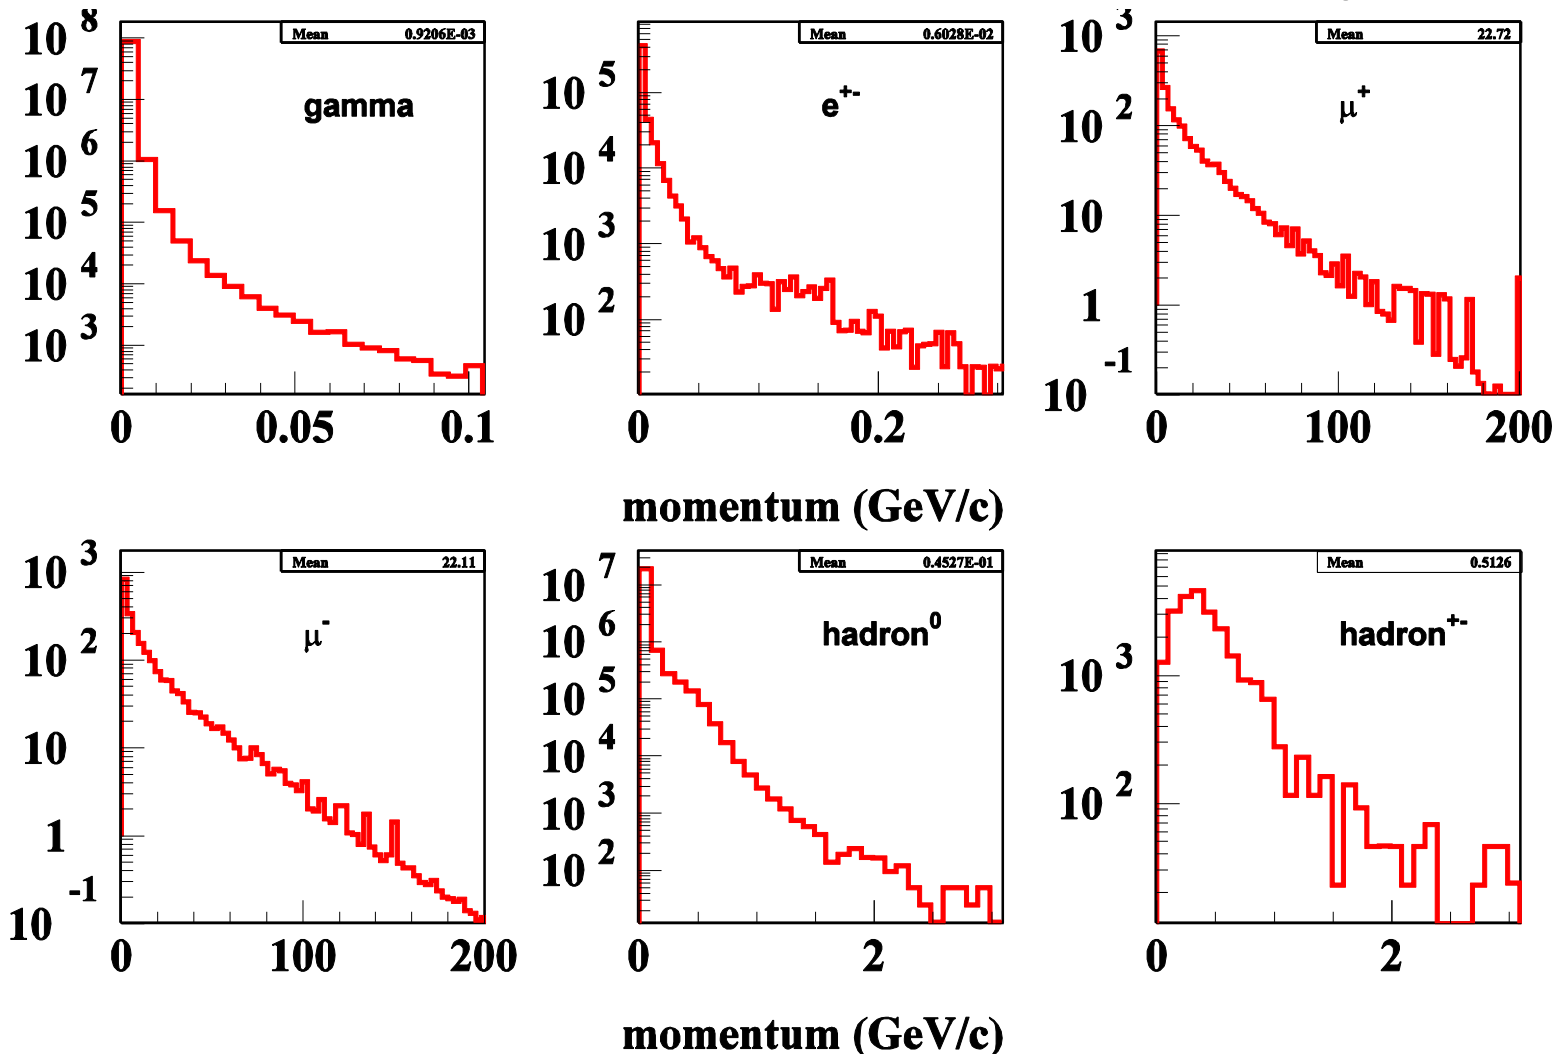 10 8
10 7
10 6
10 5
10 4
10 3
Mean 0.9206E-03
gamma
0 0.05 0.1
10 5
10 4
10 3
10 2
Mean 0.6028E-02
e+-
0 0.2
10 3
10 2
10
1
10 -1
Mean 22.72
μ+
0 100 200
momentum (GeV/c)
10 3
10 2
10
1
10 -1
Mean 22.11
μ-
0 100 200
10 7
10 6
10 5
10 4
10 3
10 2
Mean 0.4527E-01
hadron0
0 2
10 3
10 2
Mean 0.5126
hadron+-
0 2
momentum (GeV/c)